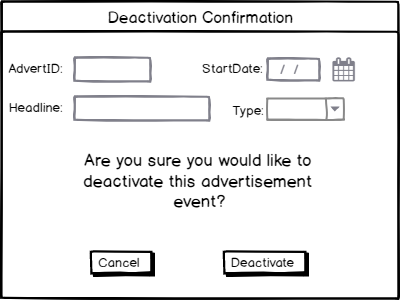 Deactivation Confirmation
AdvertID: StartDate: / /
Headline: Type:
Are you sure you would like to
deactivate this advertisement
event?
Cancel Deactivate